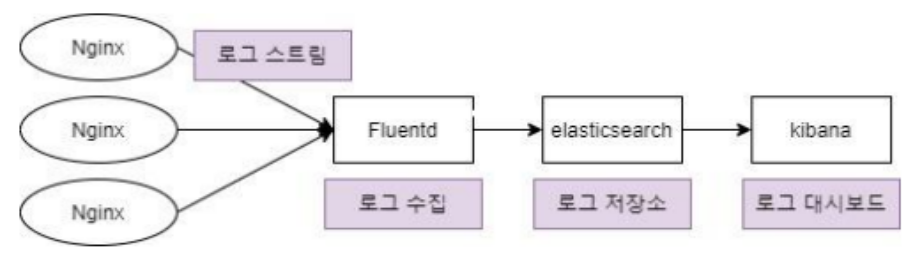 Nginx
로그 스트림
Nginx
Fluentd
elasticsearch
kibana
Nginx
로그 수집
로그 저장소
로그 대시보드